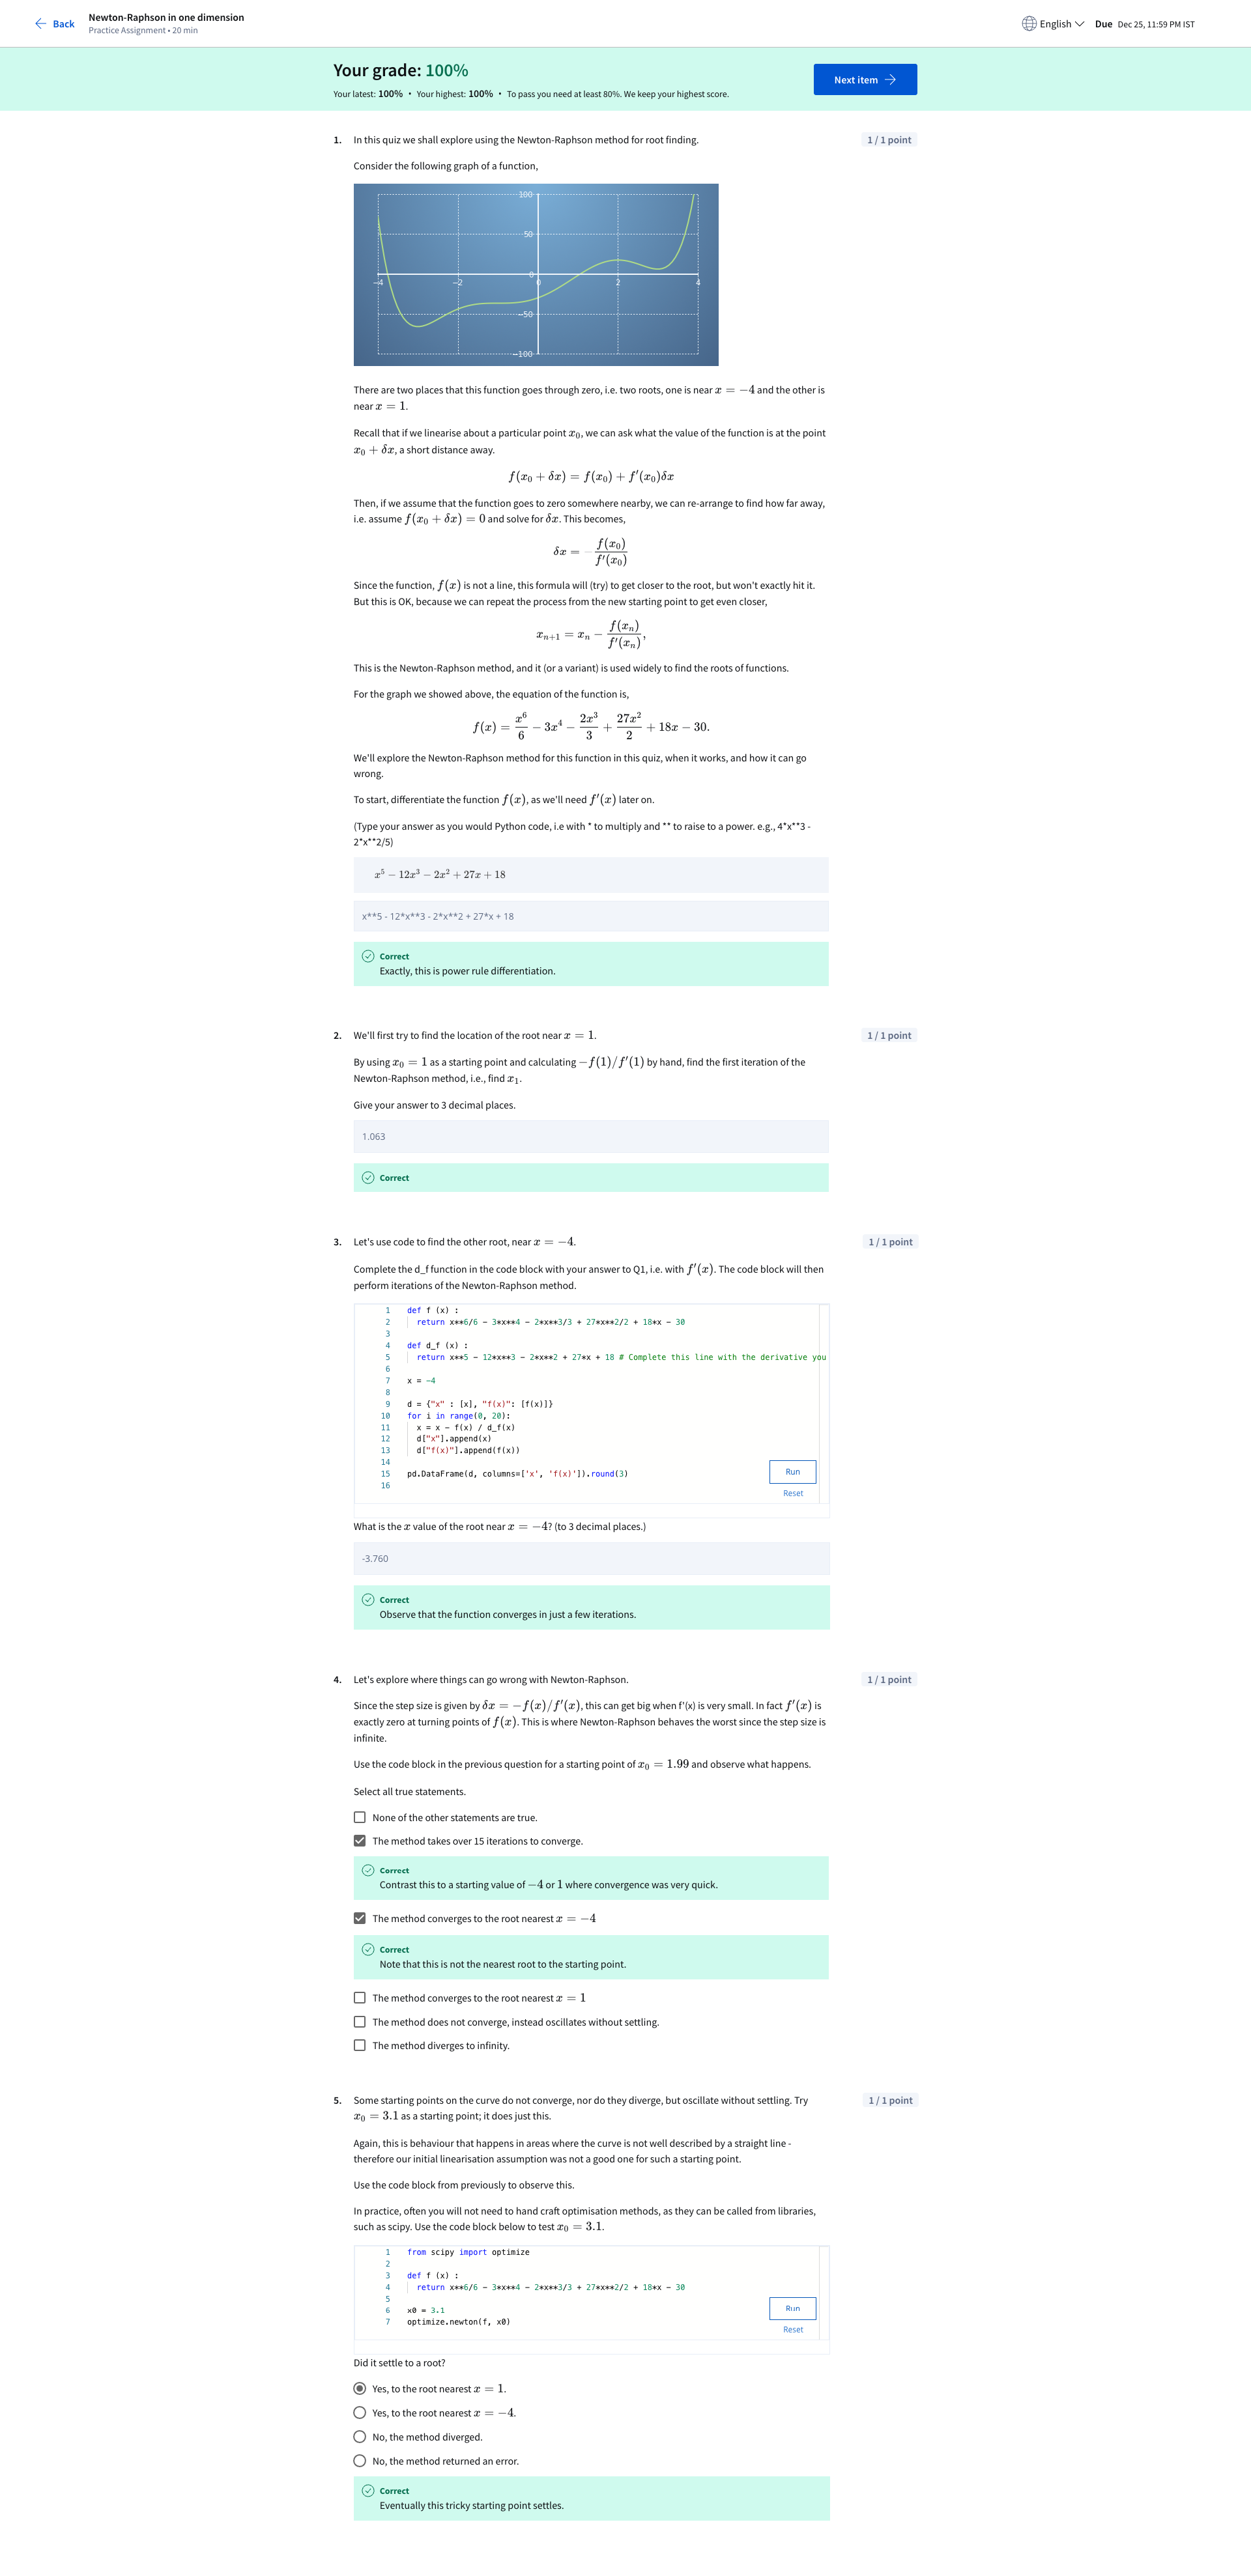 Back
Newton-Raphson in one dimension
Practice Assignment • 20 min
English
Due Dec 25, 11:59 PM IST
Your grade: 100%
Your latest: 100% • Your highest: 100% • To pass you need at least 80%. We keep your highest score.
Next item
1. In this quiz we shall explore using the Newton-Raphson method for root finding.
1 / 1 point
Consider the following graph of a function,
100
50
0
−4 −2 0 2 4
−50
−100
There are two places that this function goes through zero, i.e. two roots, one is near x = −4 and the other is
near x = 1.
Recall that if we linearise about a particular point x₀, we can ask what the value of the function is at the point
x₀ + δx, a short distance away.
f(x₀ + δx) = f(x₀) + f′(x₀)δx
Then, if we assume that the function goes to zero somewhere nearby, we can re-arrange to find how far away,
i.e. assume f(x₀ + δx) = 0 and solve for δx. This becomes,
δx = − f(x₀) / f′(x₀)
Since the function, f(x) is not a line, this formula will (try) to get closer to the root, but won't exactly hit it.
But this is OK, because we can repeat the process from the new starting point to get even closer,
xₙ₊₁ = xₙ − f(xₙ) / f′(xₙ),
This is the Newton-Raphson method, and it (or a variant) is used widely to find the roots of functions.
For the graph we showed above, the equation of the function is,
f(x) = x⁶/6 − 3x⁴ − 2x³/3 + 27x²/2 + 18x − 30.
We'll explore the Newton-Raphson method for this function in this quiz, when it works, and how it can go
wrong.
To start, differentiate the function f(x), as we'll need f′(x) later on.
(Type your answer as you would Python code, i.e with * to multiply and ** to raise to a power. e.g., 4*x**3 -
2*x**2/5)
x⁵ − 12x³ − 2x² + 27x + 18
x**5 - 12*x**3 - 2*x**2 + 27*x + 18
Correct
Exactly, this is power rule differentiation.
2. We'll first try to find the location of the root near x = 1.
1 / 1 point
By using x₀ = 1 as a starting point and calculating −f(1)/f′(1) by hand, find the first iteration of the
Newton-Raphson method, i.e., find x₁.
Give your answer to 3 decimal places.
1.063
Correct
3. Let's use code to find the other root, near x = −4.
1 / 1 point
Complete the d_f function in the code block with your answer to Q1, i.e. with f′(x). The code block will then
perform iterations of the Newton-Raphson method.
1 def f (x) :
2 return x**6/6 - 3*x**4 - 2*x**3/3 + 27*x**2/2 + 18*x - 30
3
4 def d_f (x) :
5 return x**5 - 12*x**3 - 2*x**2 + 27*x + 18 # Complete this line with the derivative you
6
7 x = -4
8
9 d = {"x" : [x], "f(x)": [f(x)]}
10 for i in range(0, 20):
11 x = x - f(x) / d_f(x)
12 d["x"].append(x)
13 d["f(x)"].append(f(x))
14
15 pd.DataFrame(d, columns=['x', 'f(x)']).round(3)
16
Run
Reset
What is the x value of the root near x = −4? (to 3 decimal places.)
-3.760
Correct
Observe that the function converges in just a few iterations.
4. Let's explore where things can go wrong with Newton-Raphson.
1 / 1 point
Since the step size is given by δx = −f(x)/f′(x), this can get big when f'(x) is very small. In fact f′(x) is
exactly zero at turning points of f(x). This is where Newton-Raphson behaves the worst since the step size is
infinite.
Use the code block in the previous question for a starting point of x₀ = 1.99 and observe what happens.
Select all true statements.
None of the other statements are true.
The method takes over 15 iterations to converge.
Correct
Contrast this to a starting value of −4 or 1 where convergence was very quick.
The method converges to the root nearest x = −4
Correct
Note that this is not the nearest root to the starting point.
The method converges to the root nearest x = 1
The method does not converge, instead oscillates without settling.
The method diverges to infinity.
5. Some starting points on the curve do not converge, nor do they diverge, but oscillate without settling. Try
1 / 1 point
x₀ = 3.1 as a starting point; it does just this.
Again, this is behaviour that happens in areas where the curve is not well described by a straight line -
therefore our initial linearisation assumption was not a good one for such a starting point.
Use the code block from previously to observe this.
In practice, often you will not need to hand craft optimisation methods, as they can be called from libraries,
such as scipy. Use the code block below to test x₀ = 3.1.
1 from scipy import optimize
2
3 def f (x) :
4 return x**6/6 - 3*x**4 - 2*x**3/3 + 27*x**2/2 + 18*x - 30
5
6 x0 = 3.1
7 optimize.newton(f, x0)
Run
Reset
Did it settle to a root?
Yes, to the root nearest x = 1.
Yes, to the root nearest x = −4.
No, the method diverged.
No, the method returned an error.
Correct
Eventually this tricky starting point settles.